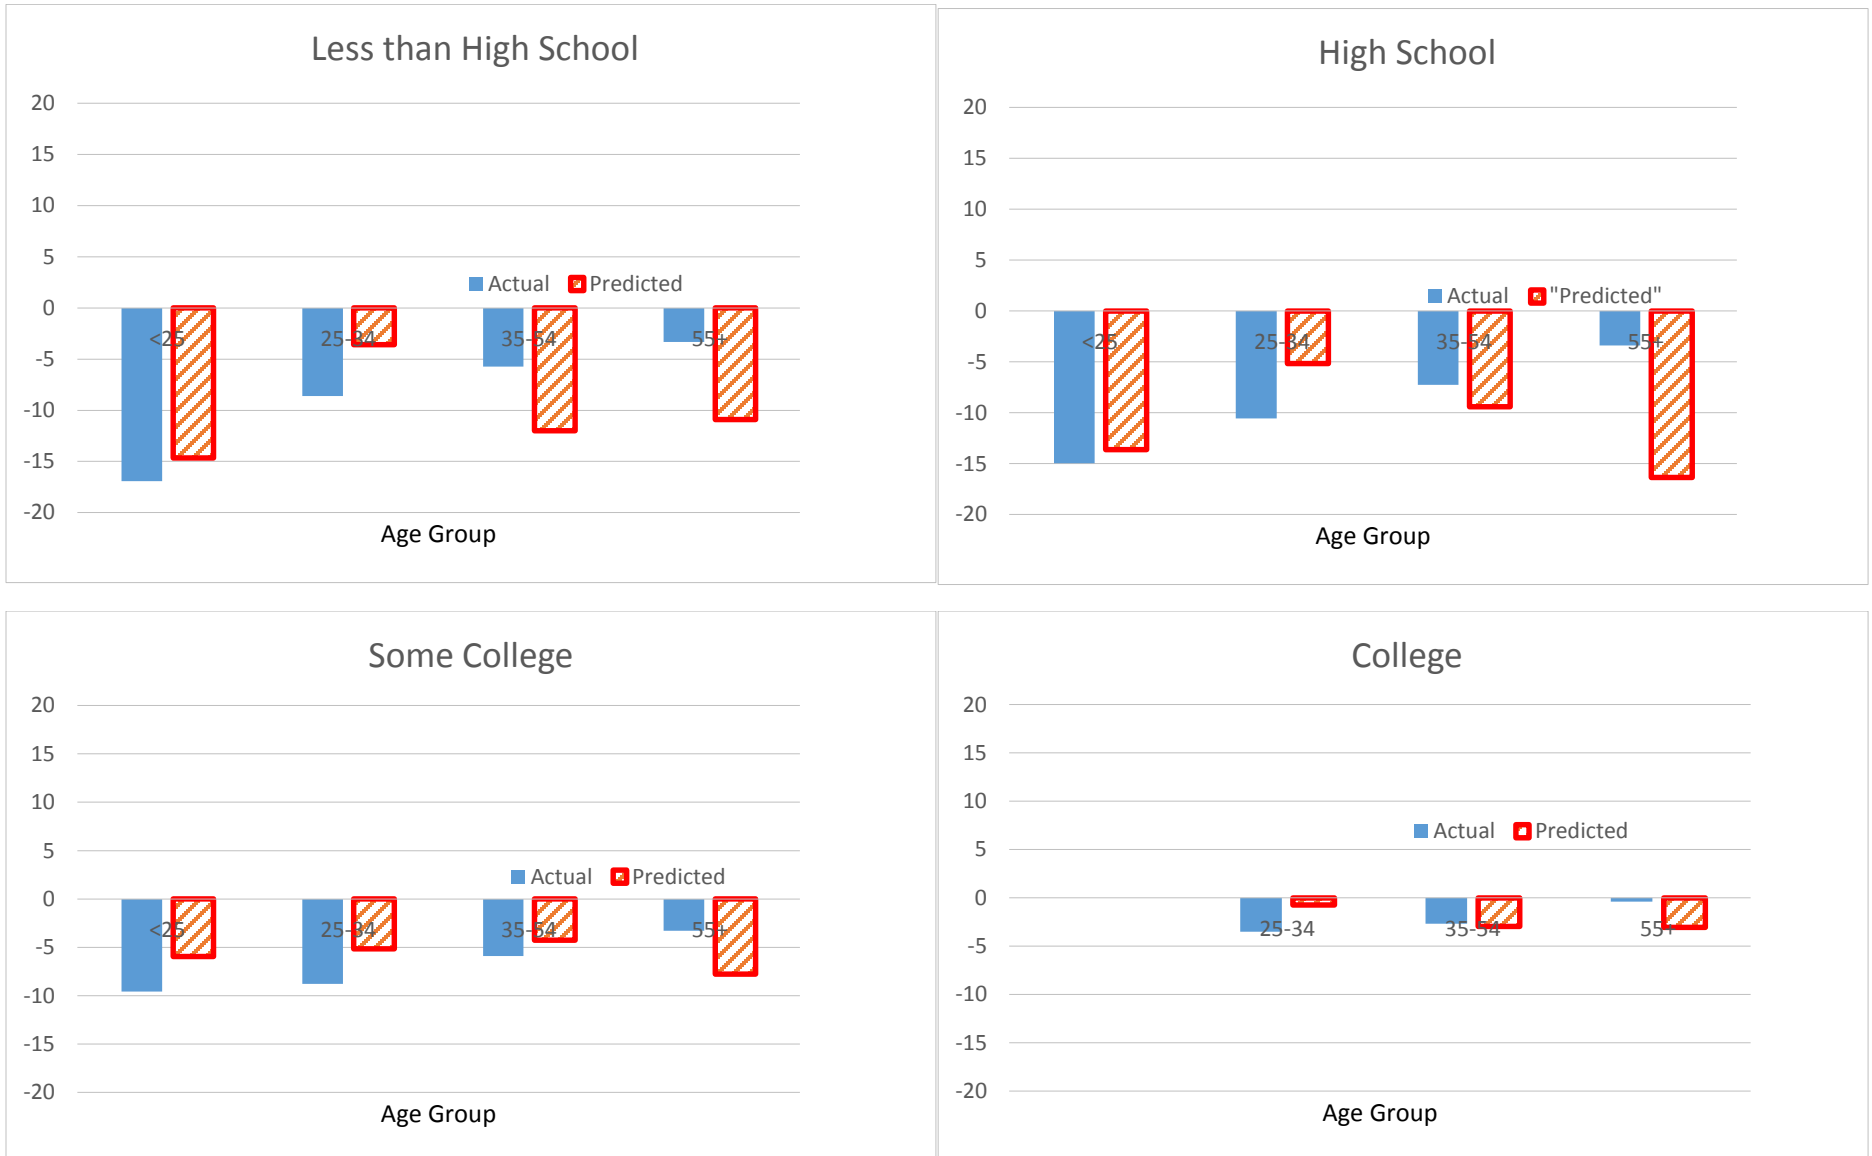 Less than High School
20
15
10
5
Actual Predicted
0
<25 25-34 35-54 55+
-5
-10
-15
-20
Age Group
High School
20
15
10
5
Actual "Predicted"
0
<25 25-34 35-54 55+
-5
-10
-15
-20
Age Group
Some College
20
15
10
5
Actual Predicted
0
<25 25-34 35-54 55+
-5
-10
-15
-20
Age Group
College
20
15
10
Actual Predicted
5
0
25-34 35-54 55+
-5
-10
-15
-20
Age Group